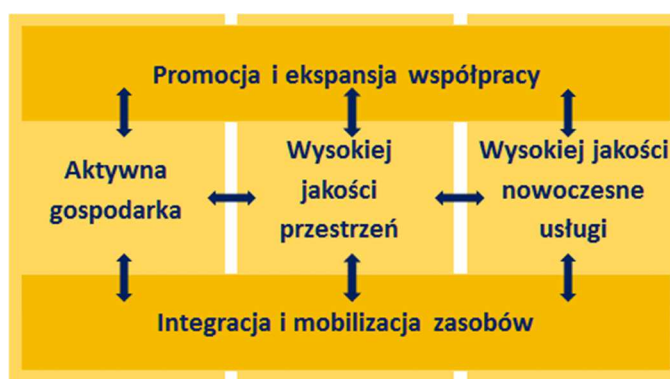 Promocja i ekspansja współpracy
Aktywna
gospodarka
Wysokiej
jakości
przestrzeń
Wysokiej jakości
nowoczesne
usługi
Integracja i mobilizacja zasobów